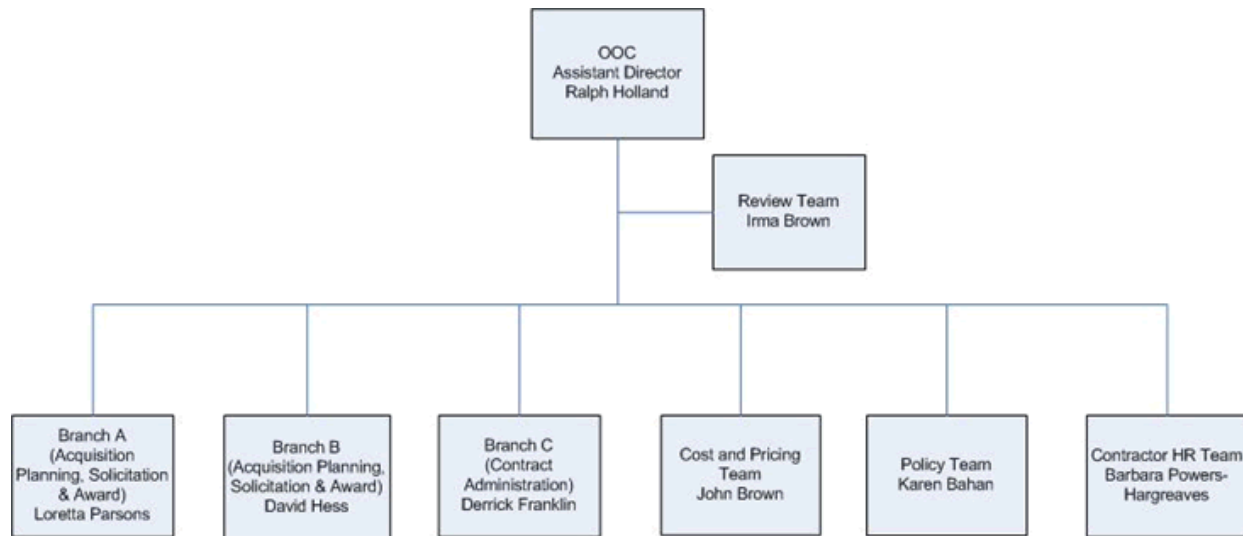 OOC
Assistant Director
Ralph Holland
Review Team
Irma Brown
Branch A
(Acquisition
Planning, Solicitation
& Award)
Loretta Parsons
Branch B
(Acquisition Planning,
Solicitation & Award)
David Hess
Branch C
(Contract
Administration)
Derrick Franklin
Cost and Pricing
Team
John Brown
Policy Team
Karen Bahan
Contractor HR Team
Barbara Powers-
Hargreaves